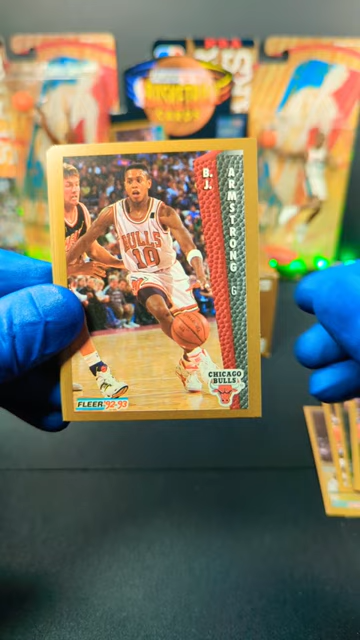 B.J. ARMSTRONG G
BULLS
10
CHICAGO
BULLS
FLEER '92-'93